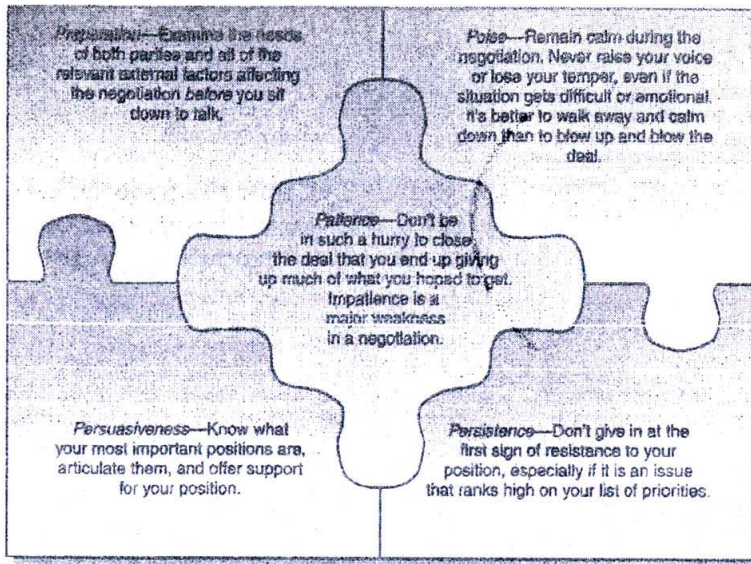 Preparation—Examine the needs
of both parties and all of the
relevant external factors affecting
the negotiation before you sit
down to talk.
Poise—Remain calm during the
negotiation. Never raise your voice
or lose your temper, even if the
situation gets difficult or emotional.
It's better to walk away and calm
down than to blow up and blow the
deal.
Patience—Don't be
in such a hurry to close
the deal that you end up giving
up much of what you hoped to get.
Impatience is a
major weakness
in a negotiation.
Persuasiveness—Know what
your most important positions are,
articulate them, and offer support
for your position.
Persistence—Don't give in at the
first sign of resistance to your
position, especially if it is an issue
that ranks high on your list of priorities.